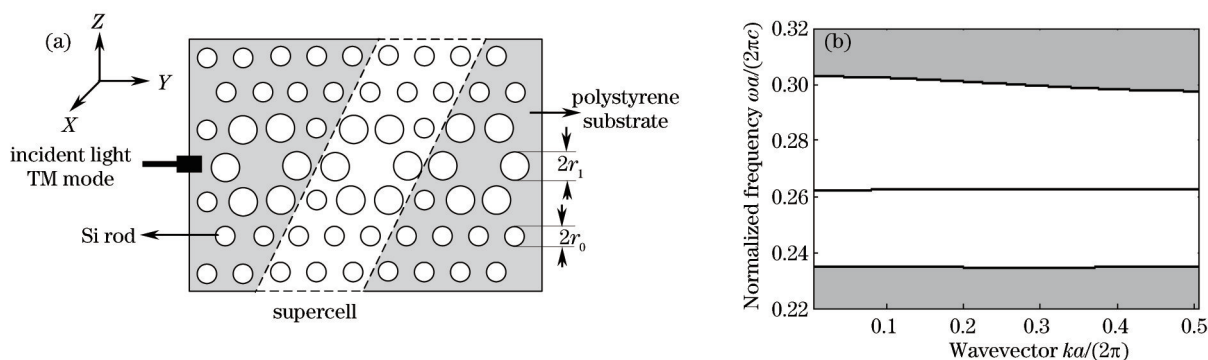 (a)
Z
Y
X
incident light
TM mode
Si rod
polystyrene
substrate
2r₁
2r₀
supercell
(b)
Normalized frequency ωa/(2πc)
0.32
0.30
0.28
0.26
0.24
0.22
0.1 0.2 0.3 0.4 0.5
Wavevector ka/(2π)